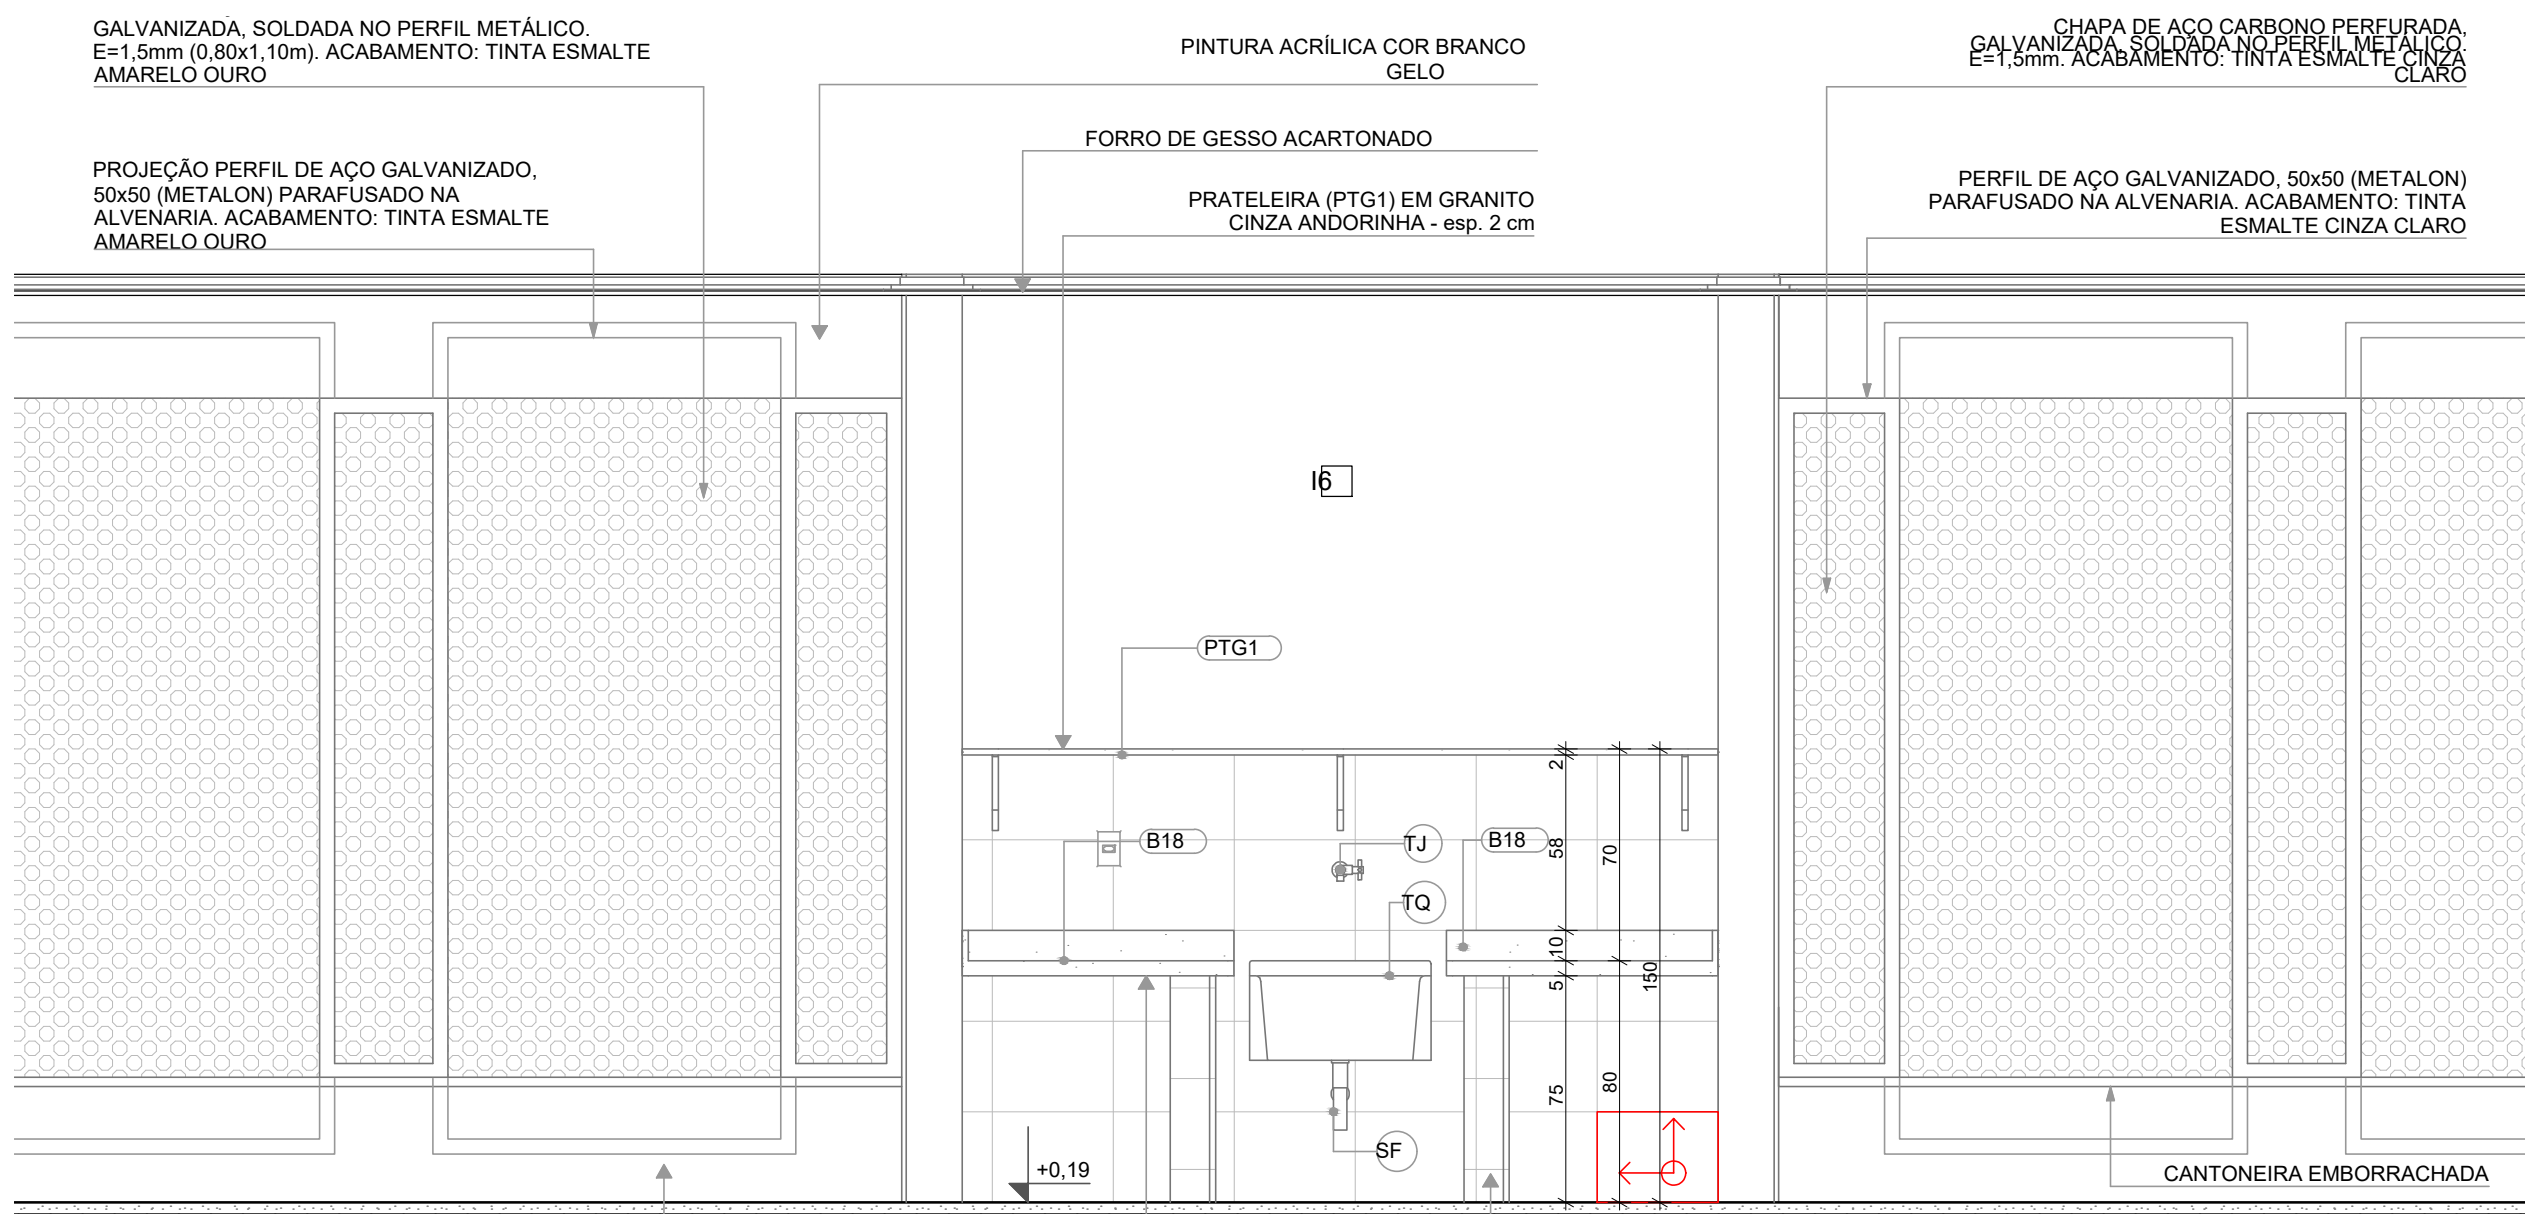 GALVANIZADA, SOLDADA NO PERFIL METÁLICO.
E=1,5mm (0,80x1,10m). ACABAMENTO: TINTA ESMALTE
AMARELO OURO
PROJEÇÃO PERFIL DE AÇO GALVANIZADO,
50x50 (METALON) PARAFUSADO NA
ALVENARIA. ACABAMENTO: TINTA ESMALTE
AMARELO OURO
PINTURA ACRÍLICA COR BRANCO
GELO
FORRO DE GESSO ACARTONADO
PRATELEIRA (PTG1) EM GRANITO
CINZA ANDORINHA - esp. 2 cm
CHAPA DE AÇO CARBONO PERFURADA,
GALVANIZADA, SOLDADA NO PERFIL METÁLICO.
E=1,5mm. ACABAMENTO: TINTA ESMALTE CINZA
CLARO
PERFIL DE AÇO GALVANIZADO, 50x50 (METALON)
PARAFUSADO NA ALVENARIA. ACABAMENTO: TINTA
ESMALTE CINZA CLARO
I6
PTG1
B18
TJ
B18
TQ
SF
2
58
10
5
75
70
80
150
+0,19
CANTONEIRA EMBORRACHADA